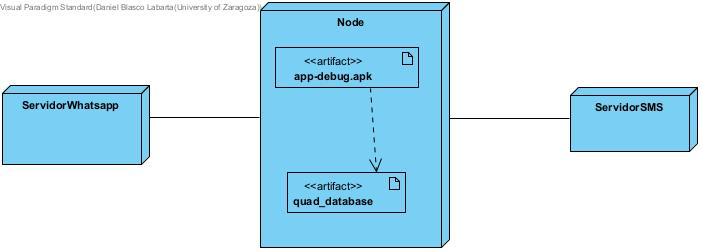 Visual Paradigm Standard(Daniel Blasco Labarta(University of Zaragoza))
Node
<<artifact>>
app-debug.apk
ServidorWhatsapp
ServidorSMS
<<artifact>>
quad_database